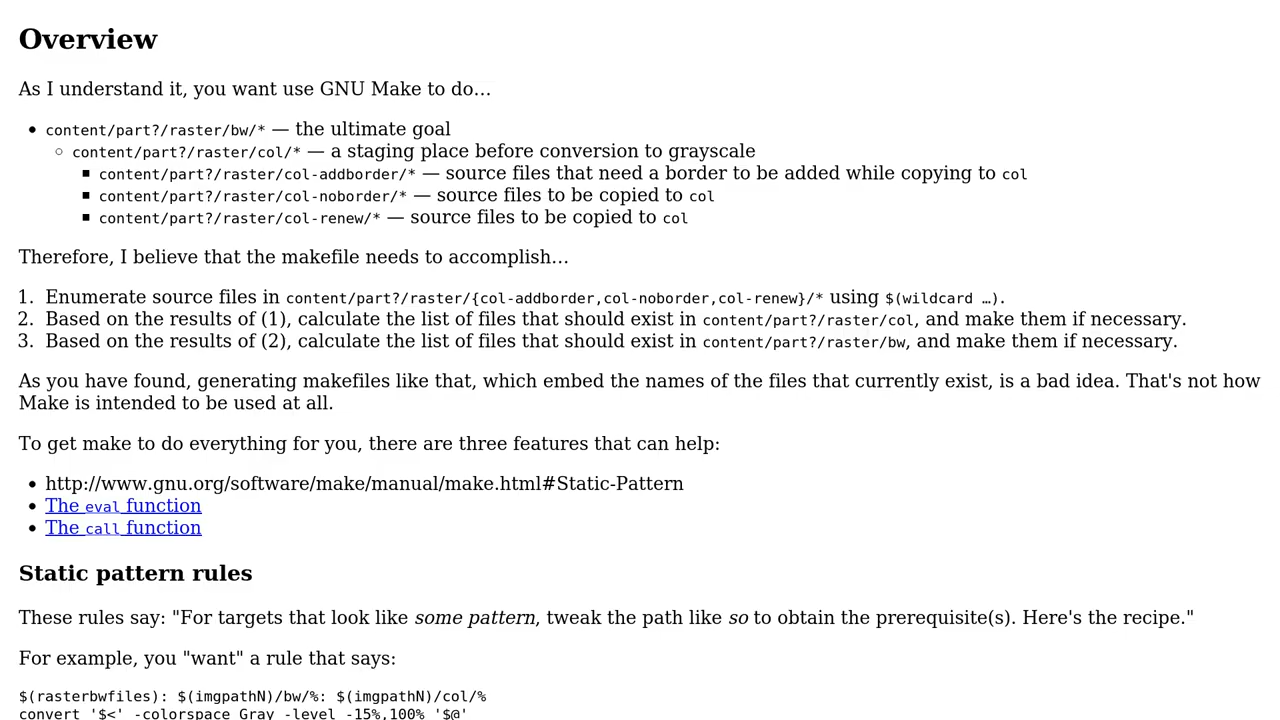 Overview
As I understand it, you want use GNU Make to do…
content/part?/raster/bw/* — the ultimate goal
content/part?/raster/col/* — a staging place before conversion to grayscale
content/part?/raster/col-addborder/* — source files that need a border to be added while copying to col
content/part?/raster/col-noborder/* — source files to be copied to col
content/part?/raster/col-renew/* — source files to be copied to col
Therefore, I believe that the makefile needs to accomplish…
1. Enumerate source files in content/part?/raster/{col-addborder,col-noborder,col-renew}/* using $(wildcard …).
2. Based on the results of (1), calculate the list of files that should exist in content/part?/raster/col, and make them if necessary.
3. Based on the results of (2), calculate the list of files that should exist in content/part?/raster/bw, and make them if necessary.
As you have found, generating makefiles like that, which embed the names of the files that currently exist, is a bad idea. That's not how
Make is intended to be used at all.
To get make to do everything for you, there are three features that can help:
http://www.gnu.org/software/make/manual/make.html#Static-Pattern
The eval function
The call function
Static pattern rules
These rules say: "For targets that look like some pattern, tweak the path like so to obtain the prerequisite(s). Here's the recipe."
For example, you "want" a rule that says:
$(rasterbwfiles): $(imgpathN)/bw/%: $(imgpathN)/col/%
convert '$<' -colorspace Gray -level -15%,100% '$@'